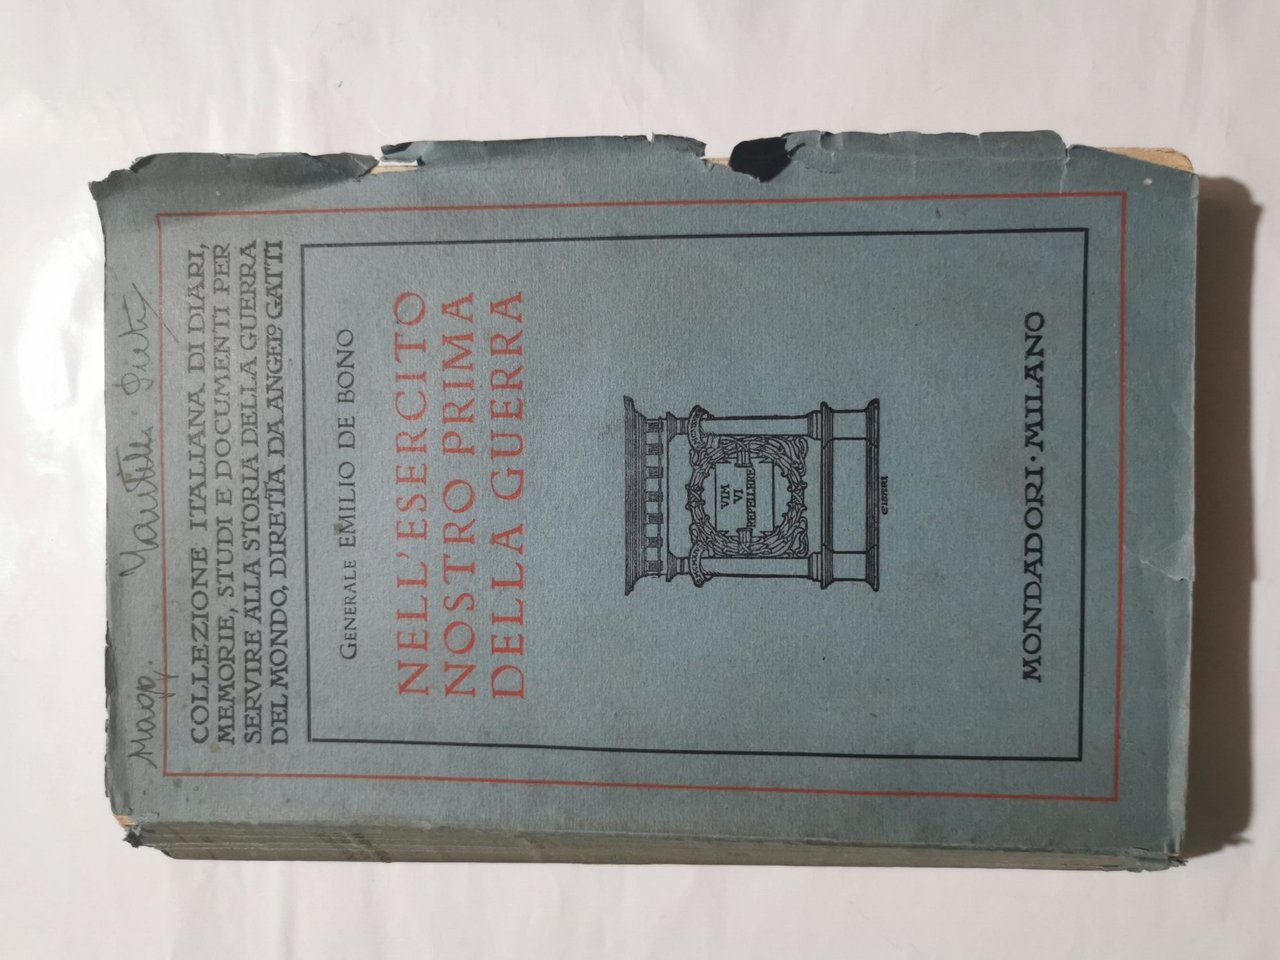 Magg.
COLLEZIONE ITALIANA DI DIARI,
MEMORIE, STUDI E DOCUMENTI PER
SERVIRE ALLA STORIA DELLA GUERRA
DEL MONDO, DIRETTA DA ANGELO GATTI
GENERALE EMILIO DE BONO
NELL'ESERCITO
NOSTRO PRIMA
DELLA GUERRA
VIM
VI
REPELLERE
MONDADORI · MILANO